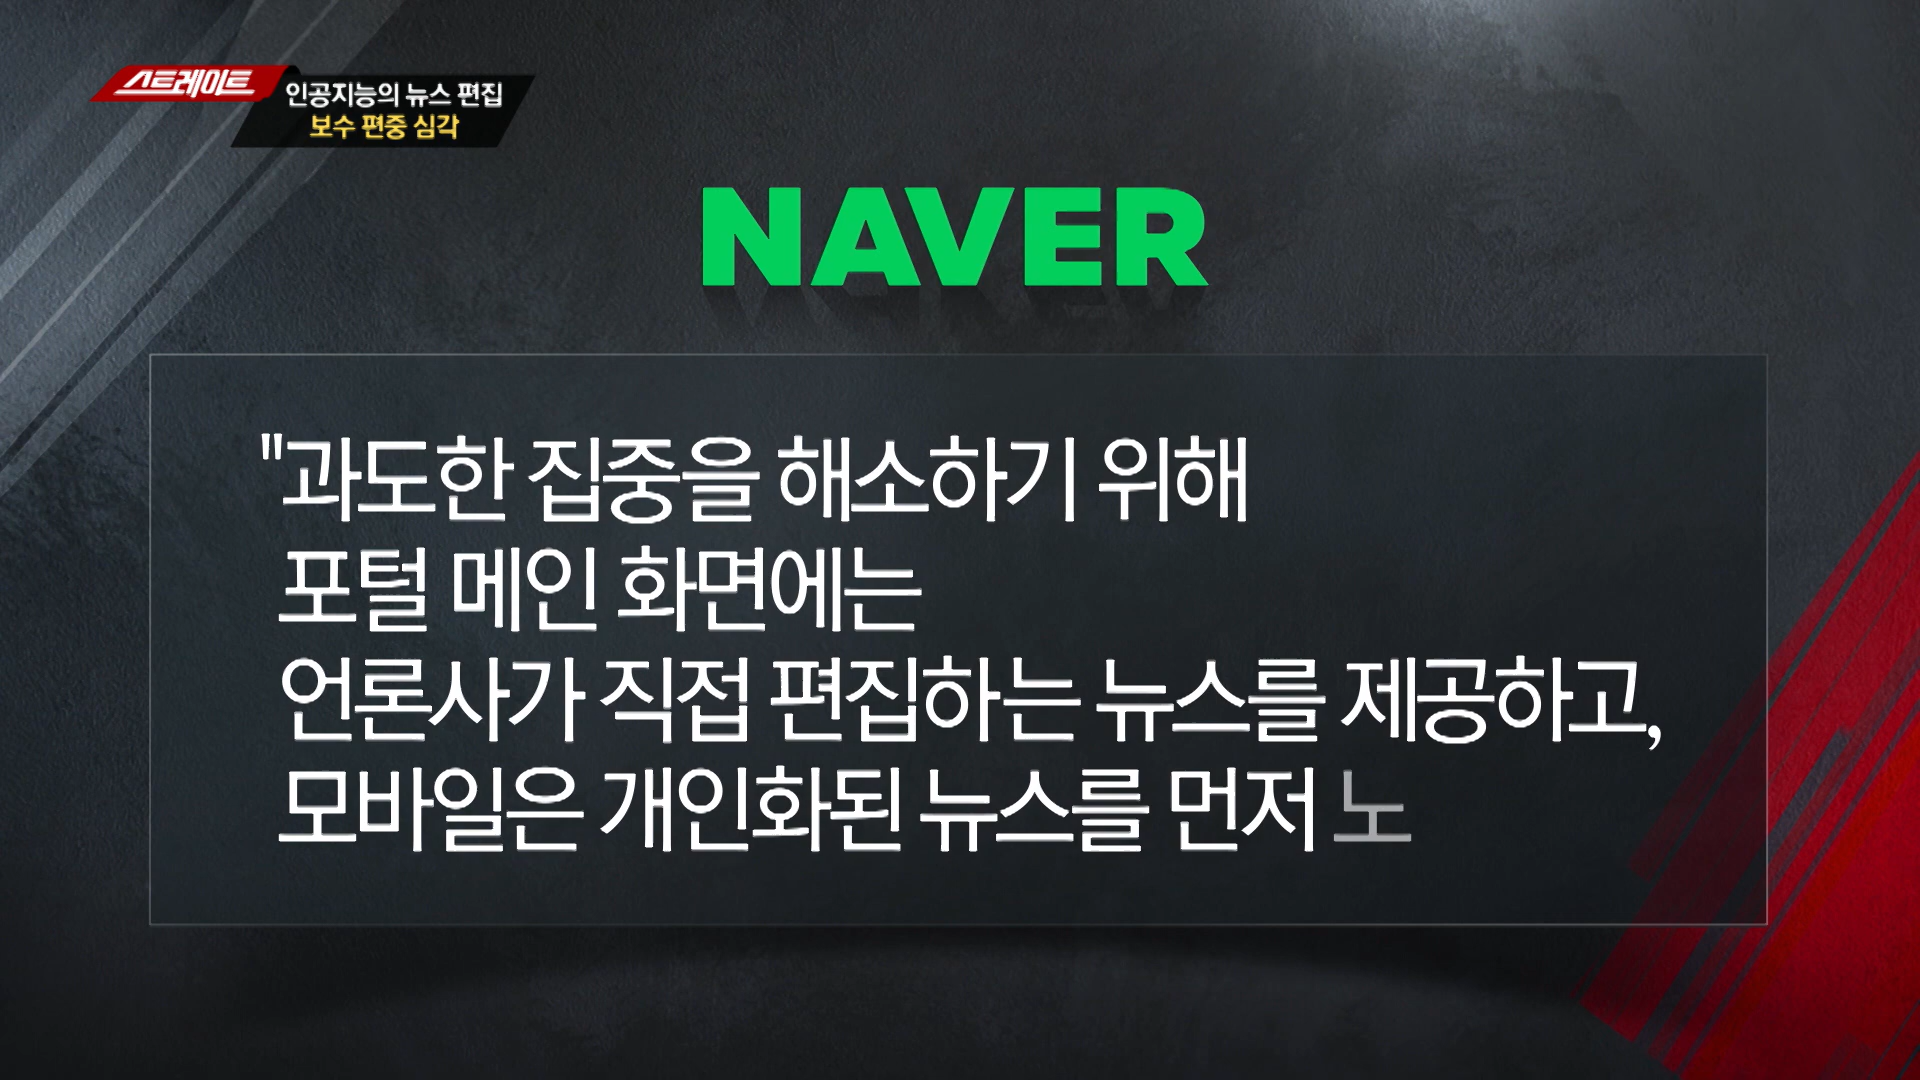 스트레이트
인공지능의 뉴스 편집
보수 편중 심각
NAVER
"과도한 집중을 해소하기 위해
포털 메인 화면에는
언론사가 직접 편집하는 뉴스를 제공하고,
모바일은 개인화된 뉴스를 먼저 노